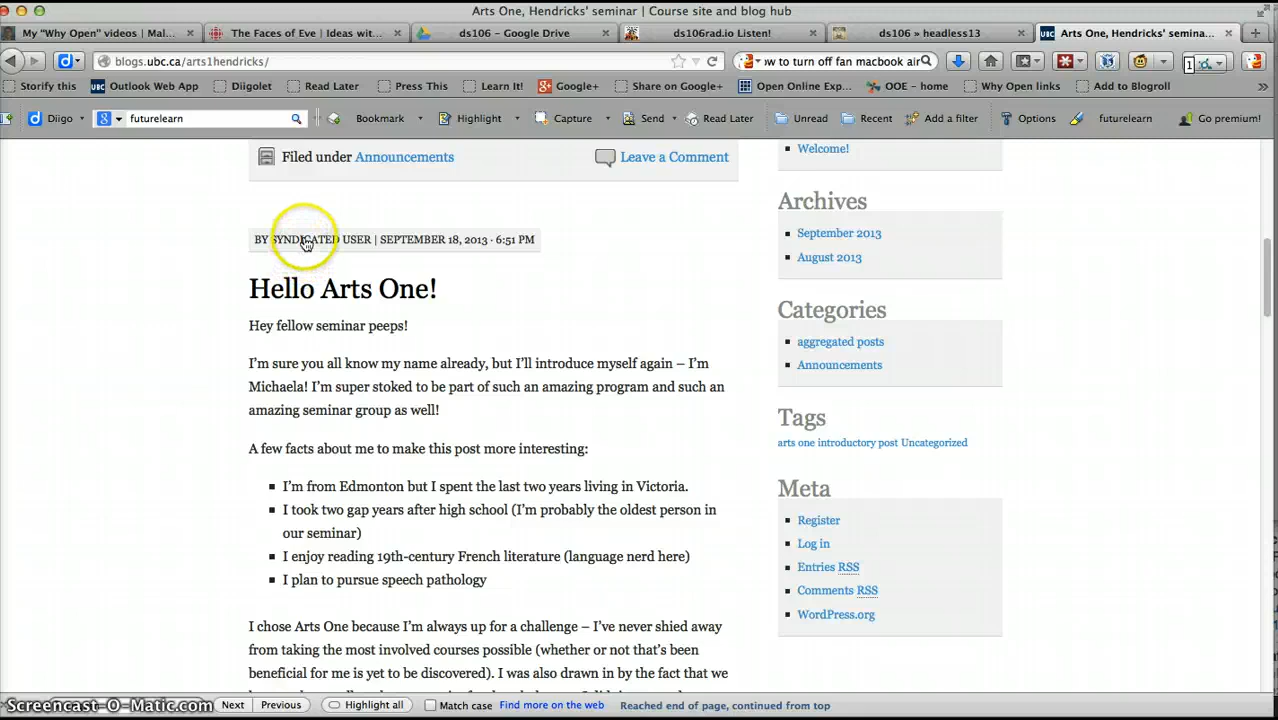 Arts One, Hendricks' seminar | Course site and blog hub
My "Why Open" videos | Mal...
The Faces of Eve | Ideas wit...
ds106 – Google Drive
ds106rad.io Listen!
ds106 » headless13
UBC Arts One, Hendricks' semina...
blogs.ubc.ca/arts1hendricks/
ow to turn off fan macbook air
1
Storify this
UBC Outlook Web App
Diigolet
Read Later
Press This
Learn It!
Google+
Share on Google+
Open Online Exp...
OOE – home
Why Open links
Add to Blogroll
Diigo
futurelearn
Bookmark
Highlight
Capture
Send
Read Later
Unread
Recent
Add a filter
Options
futurelearn
Go premium!
Filed under Announcements
Leave a Comment
BY SYNDICATED USER | SEPTEMBER 18, 2013 · 6:51 PM
Hello Arts One!
Hey fellow seminar peeps!
I'm sure you all know my name already, but I'll introduce myself again – I'm
Michaela! I'm super stoked to be part of such an amazing program and such an
amazing seminar group as well!
A few facts about me to make this post more interesting:
I'm from Edmonton but I spent the last two years living in Victoria.
I took two gap years after high school (I'm probably the oldest person in
our seminar)
I enjoy reading 19th-century French literature (language nerd here)
I plan to pursue speech pathology
I chose Arts One because I'm always up for a challenge – I've never shied away
from taking the most involved courses possible (whether or not that's been
beneficial for me is yet to be discovered). I was also drawn in by the fact that we
Welcome!
Archives
September 2013
August 2013
Categories
aggregated posts
Announcements
Tags
arts one introductory post Uncategorized
Meta
Register
Log in
Entries RSS
Comments RSS
WordPress.org
Screencast-O-Matic.com
Next
Previous
Highlight all
Match case
Find more on the web
Reached end of page, continued from top